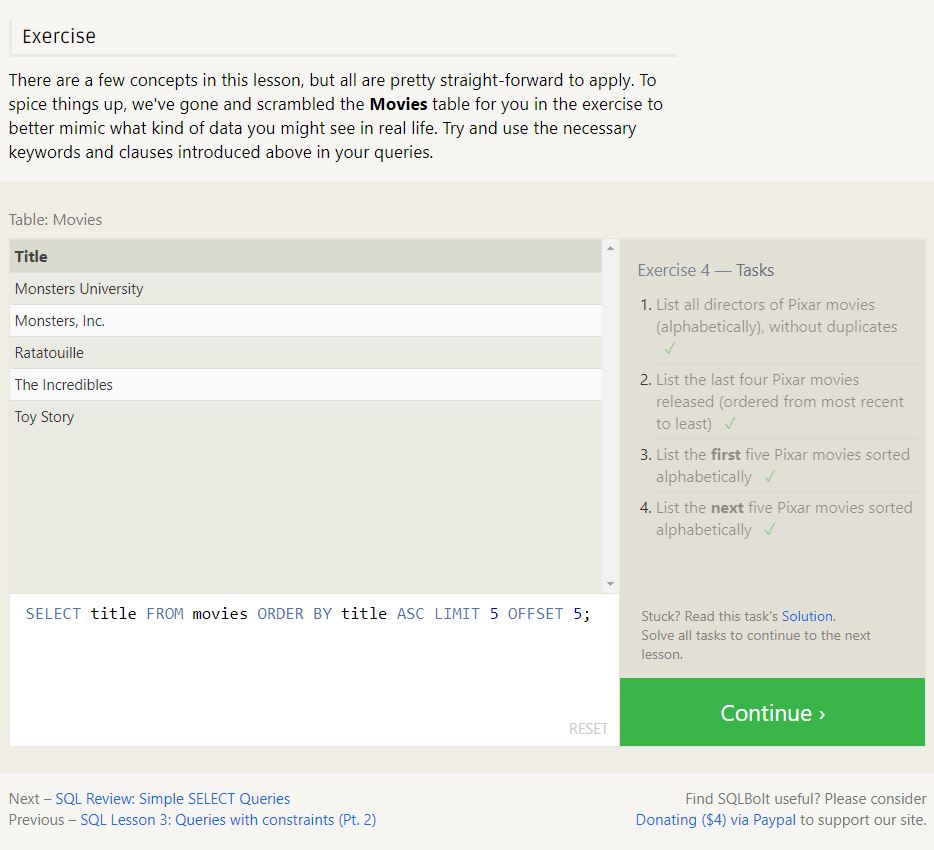 Exercise
There are a few concepts in this lesson, but all are pretty straight-forward to apply. To
spice things up, we've gone and scrambled the Movies table for you in the exercise to
better mimic what kind of data you might see in real life. Try and use the necessary
keywords and clauses introduced above in your queries.
Table: Movies
Title
Monsters University
Monsters, Inc.
Ratatouille
The Incredibles
Toy Story
SELECT title FROM movies ORDER BY title ASC LIMIT 5 OFFSET 5;
RESET
Exercise 4 — Tasks
1. List all directors of Pixar movies
(alphabetically), without duplicates
✓
2. List the last four Pixar movies
released (ordered from most recent
to least) ✓
3. List the first five Pixar movies sorted
alphabetically ✓
4. List the next five Pixar movies sorted
alphabetically ✓
Stuck? Read this task's Solution.
Solve all tasks to continue to the next
lesson.
Continue ›
Next – SQL Review: Simple SELECT Queries
Previous – SQL Lesson 3: Queries with constraints (Pt. 2)
Find SQLBolt useful? Please consider
Donating ($4) via Paypal to support our site.